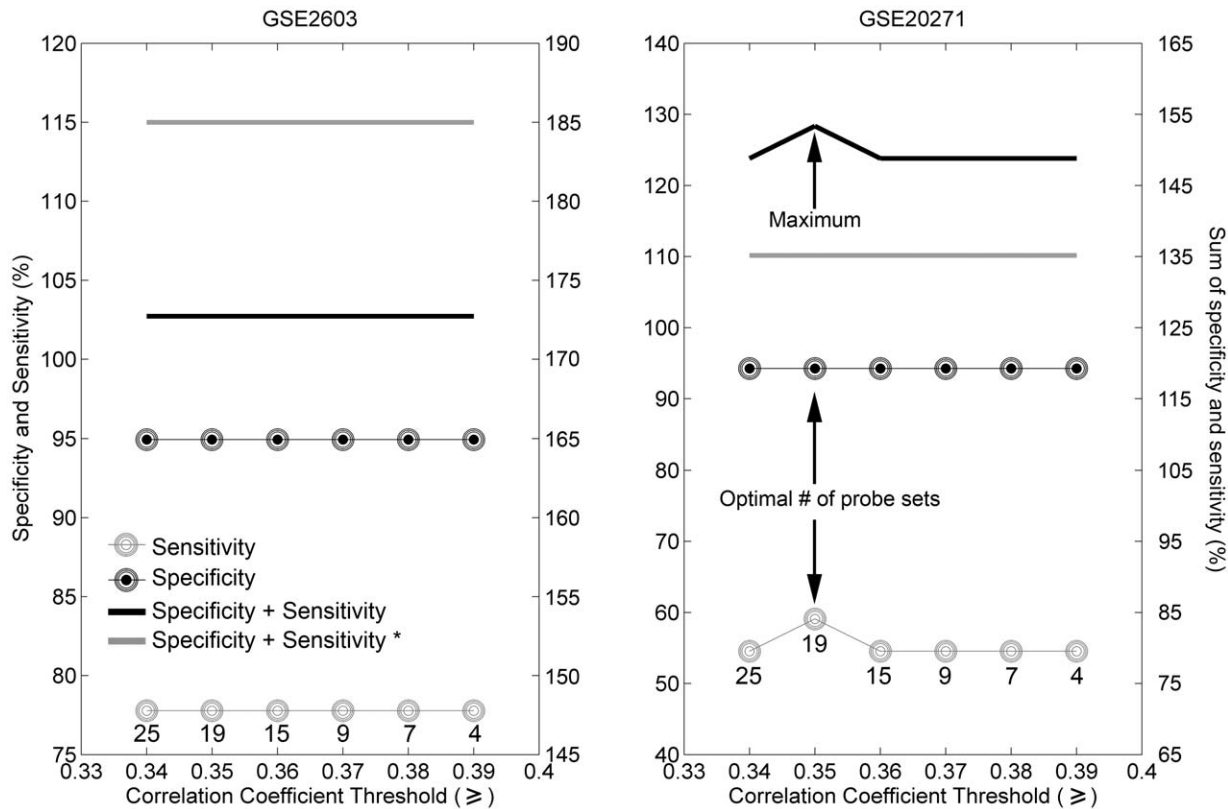 GSE2603
120
115
110
105
100
95
90
85
80
75
190
185
180
175
170
165
160
155
150
145
0.33 0.34 0.35 0.36 0.37 0.38 0.39 0.4
Specificity and Sensitivity (%)
Correlation Coefficient Threshold ( ⩾ )
Sensitivity
Specificity
Specificity + Sensitivity
Specificity + Sensitivity *
25 19 15 9 7 4
GSE20271
140
130
120
110
100
90
80
70
60
50
40
165
155
145
135
125
115
105
95
85
75
65
0.33 0.34 0.35 0.36 0.37 0.38 0.39 0.4
Maximum
Optimal # of probe sets
25 19 15 9 7 4
Correlation Coefficient Threshold ( ⩾ )
Sum of specificity and sensitivity (%)